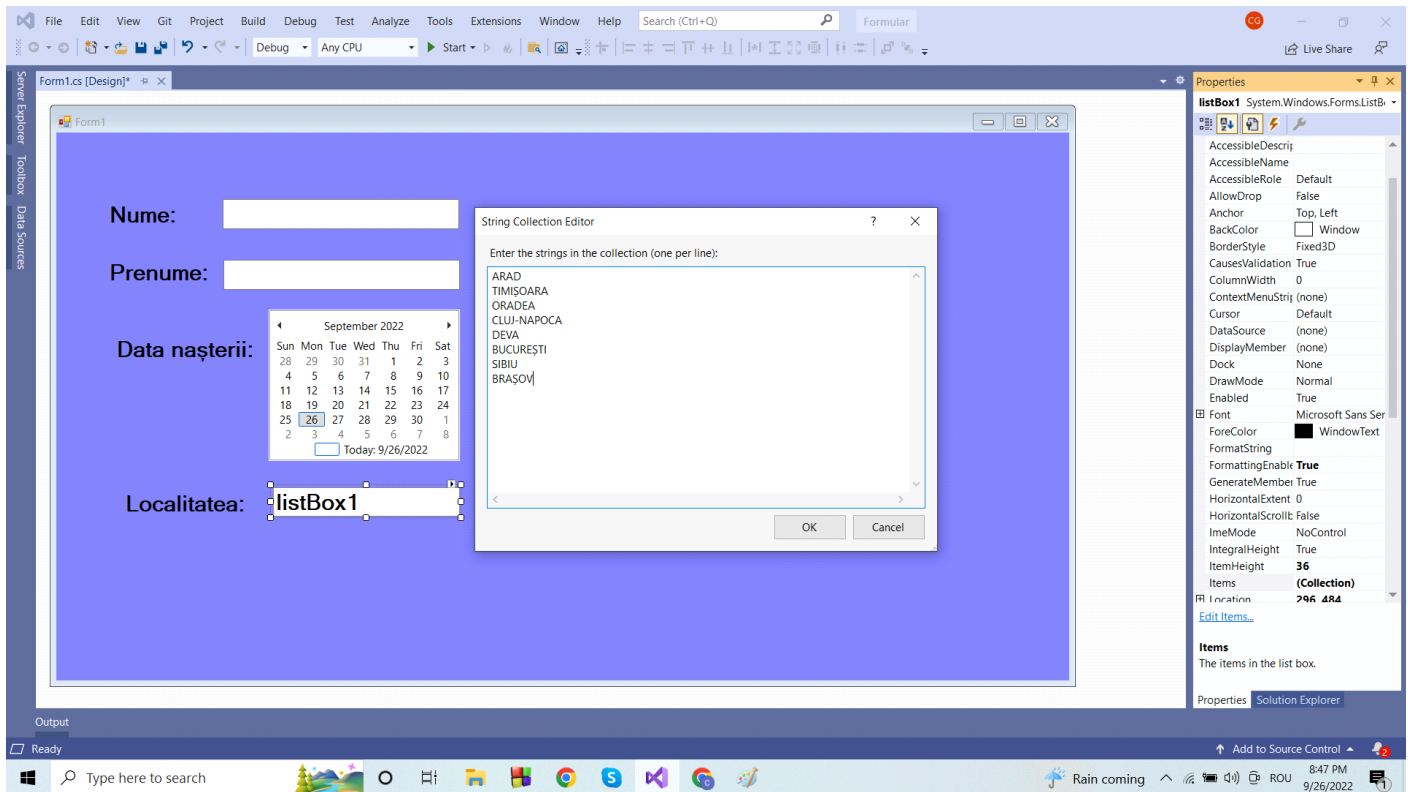 File Edit View Git Project Build Debug Test Analyze Tools Extensions Window Help Search (Ctrl+Q) Formular CG
Debug Any CPU Start Live Share
Server Explorer
Toolbox
Data Sources
Form1.cs [Design]*
Form1
Nume:
Prenume:
Data nașterii:
September 2022
Sun Mon Tue Wed Thu Fri Sat
28 29 30 31 1 2 3
4 5 6 7 8 9 10
11 12 13 14 15 16 17
18 19 20 21 22 23 24
25 26 27 28 29 30 1
2 3 4 5 6 7 8
Today: 9/26/2022
Localitatea:
listBox1
String Collection Editor ?
Enter the strings in the collection (one per line):
ARAD
TIMIȘOARA
ORADEA
CLUJ-NAPOCA
DEVA
BUCUREȘTI
SIBIU
BRAȘOV
OK Cancel
Properties
listBox1 System.Windows.Forms.ListB
AccessibleDescrip
AccessibleName
AccessibleRole Default
AllowDrop False
Anchor Top, Left
BackColor Window
BorderStyle Fixed3D
CausesValidation True
ColumnWidth 0
ContextMenuStrip (none)
Cursor Default
DataSource (none)
DisplayMember (none)
Dock None
DrawMode Normal
Enabled True
Font Microsoft Sans Ser
ForeColor WindowText
FormatString
FormattingEnable True
GenerateMember True
HorizontalExtent 0
HorizontalScrollb False
ImeMode NoControl
IntegralHeight True
ItemHeight 36
Items (Collection)
Location 296, 484
Edit Items...
Items
The items in the list box.
Properties Solution Explorer
Output
Ready Add to Source Control 2
Type here to search Rain coming ROU 8:47 PM
9/26/2022 1